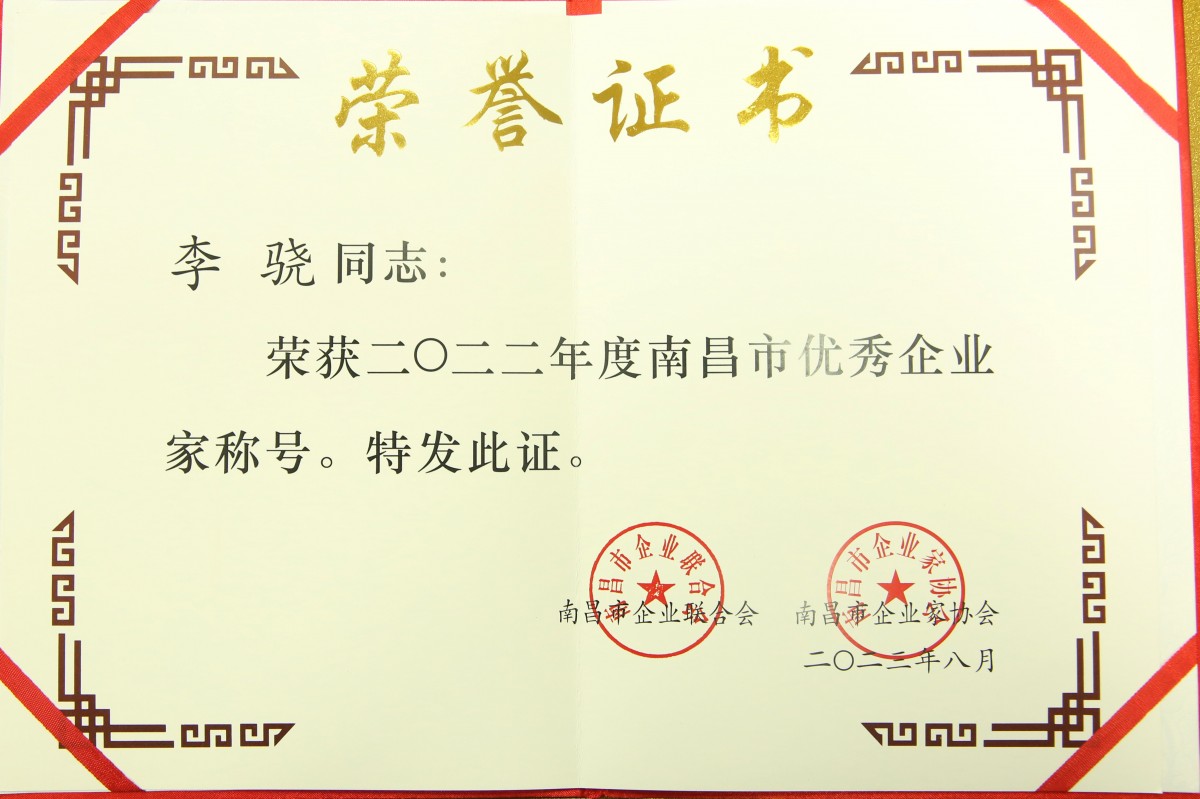 荣誉证书
李 骁同志：
荣获二〇二二年度南昌市优秀企业
家称号。特发此证。
南昌市企业联合会
南昌市企业家协会
南昌市企业联合会 南昌市企业家协会
二〇二三年八月